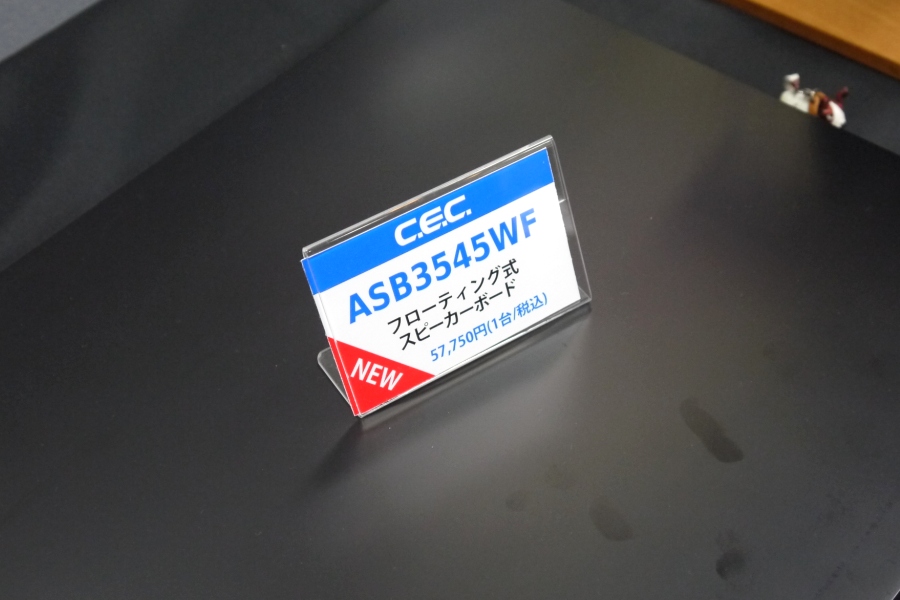 C.E.C.
ASB3545WF
フローティング式
スピーカーボード
57,750円(1台/税込)
NEW